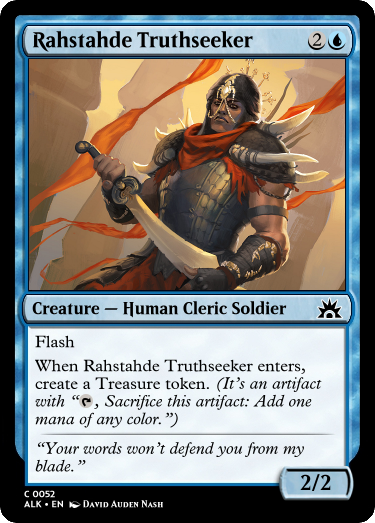 Rahstahde Truthseeker 2
Creature — Human Cleric Soldier
Flash
When Rahstahde Truthseeker enters,
create a Treasure token. (It's an artifact
with “, Sacrifice this artifact: Add one
mana of any color.”)
“Your words won't defend you from my
blade.”
2/2
C 0052
ALK • EN David Auden Nash